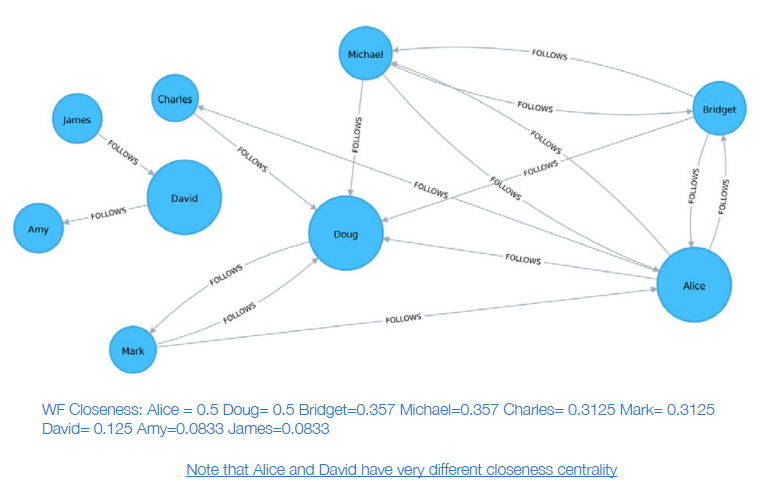 Michael
FOLLOWS
Charles
Bridget
FOLLOWS
James
FOLLOWS
FOLLOWS
FOLLOWS
FOLLOWS
FOLLOWS
FOLLOWS
FOLLOWS
FOLLOWS
FOLLOWS
FOLLOWS
David
FOLLOWS
Amy
Doug
FOLLOWS
FOLLOWS
Alice
FOLLOWS
FOLLOWS
Mark
WF Closeness: Alice = 0.5 Doug= 0.5 Bridget=0.357 Michael=0.357 Charles= 0.3125 Mark= 0.3125
David= 0.125 Amy=0.0833 James=0.0833
Note that Alice and David have very different closeness centrality